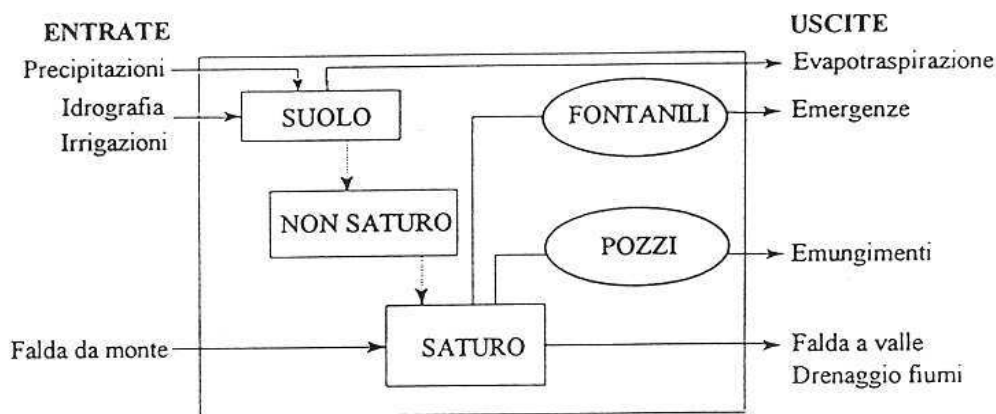 ENTRATE
USCITE
Precipitazioni
Evapotraspirazione
Idrografia
Irrigazioni
SUOLO
FONTANILI
Emergenze
NON SATURO
POZZI
Emungimenti
Falda da monte
SATURO
Falda a valle
Drenaggio fiumi